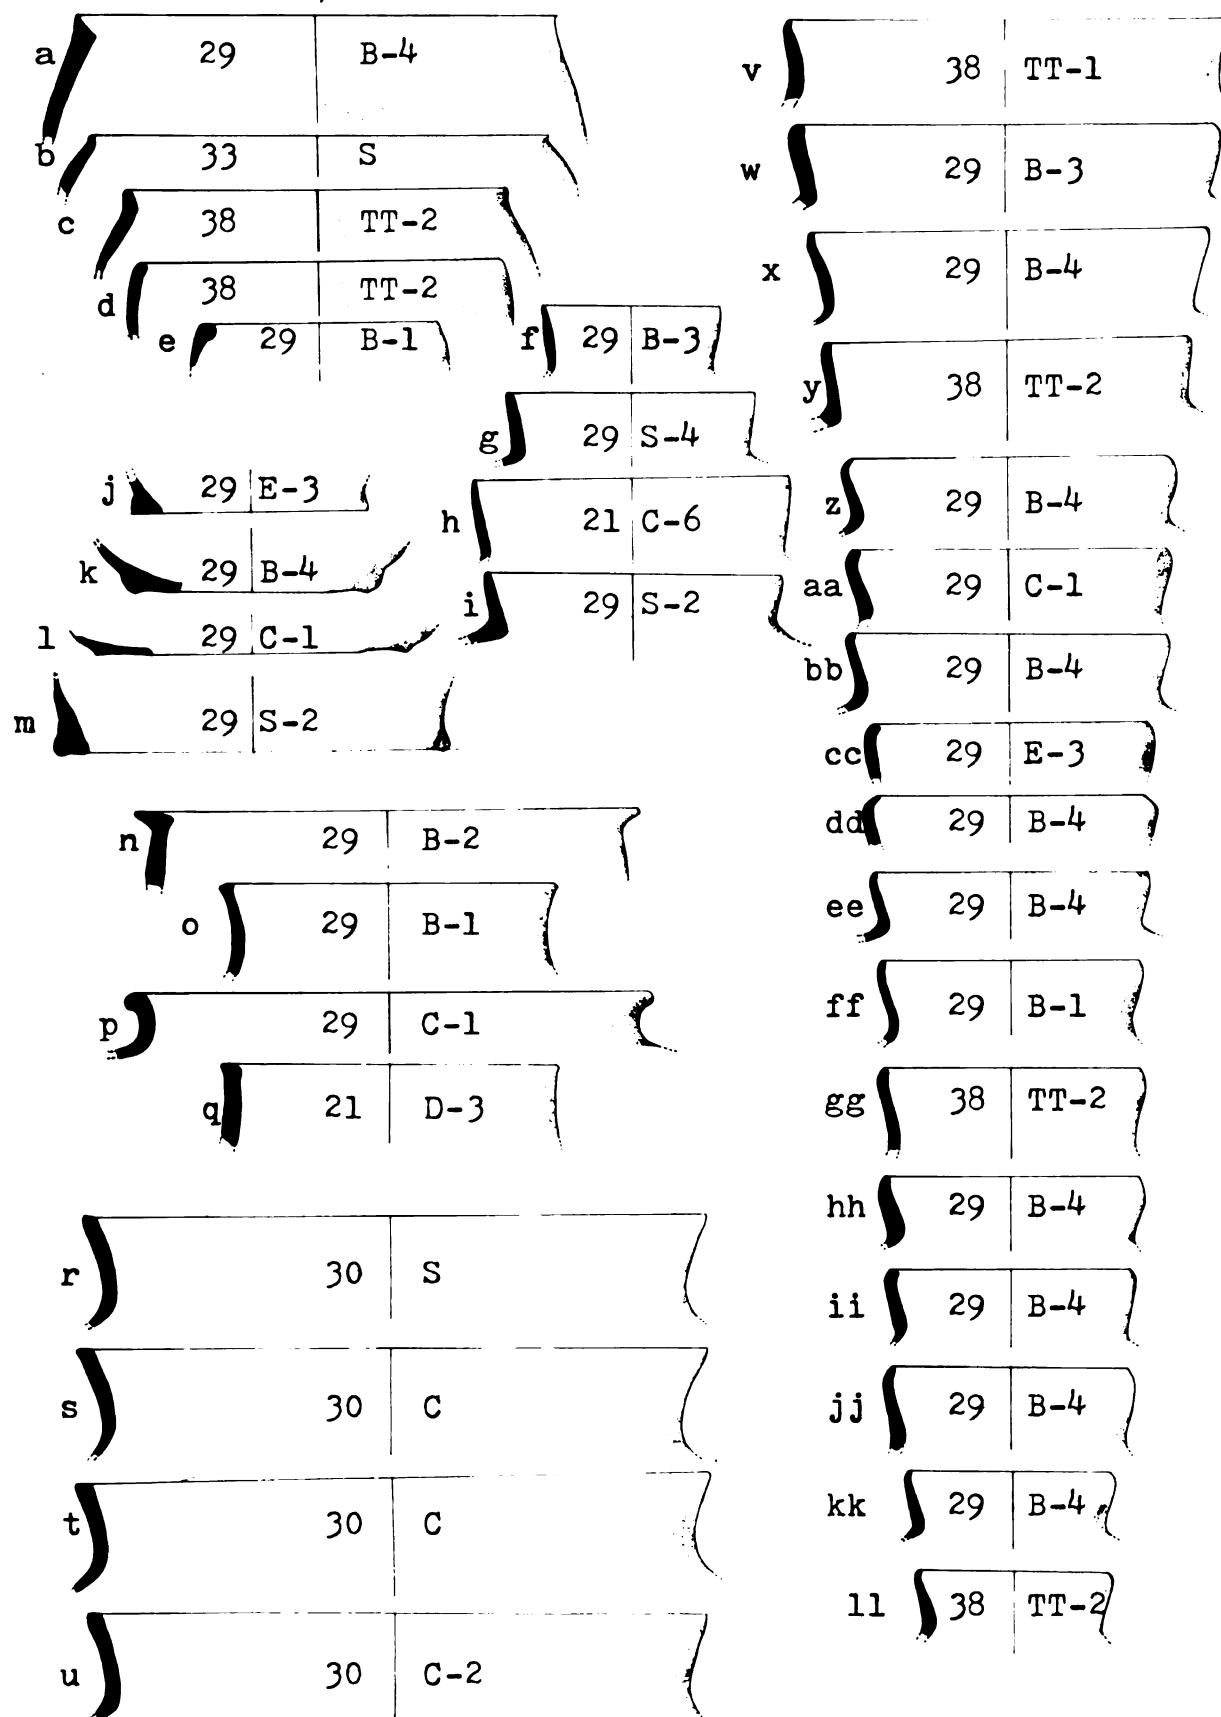 a 29 B-4
b 33 S
c 38 TT-2
d 38 TT-2
e 29 B-1
f 29 B-3
g 29 S-4
h 21 C-6
i 29 S-2
j 29 E-3
k 29 B-4
l 29 C-1
m 29 S-2
n 29 B-2
o 29 B-1
p 29 C-1
q 21 D-3
r 30 S
s 30 C
t 30 C
u 30 C-2
v 38 TT-1
w 29 B-3
x 29 B-4
y 38 TT-2
z 29 B-4
aa 29 C-1
bb 29 B-4
cc 29 E-3
dd 29 B-4
ee 29 B-4
ff 29 B-1
gg 38 TT-2
hh 29 B-4
ii 29 B-4
jj 29 B-4
kk 29 B-4
ll 38 TT-2